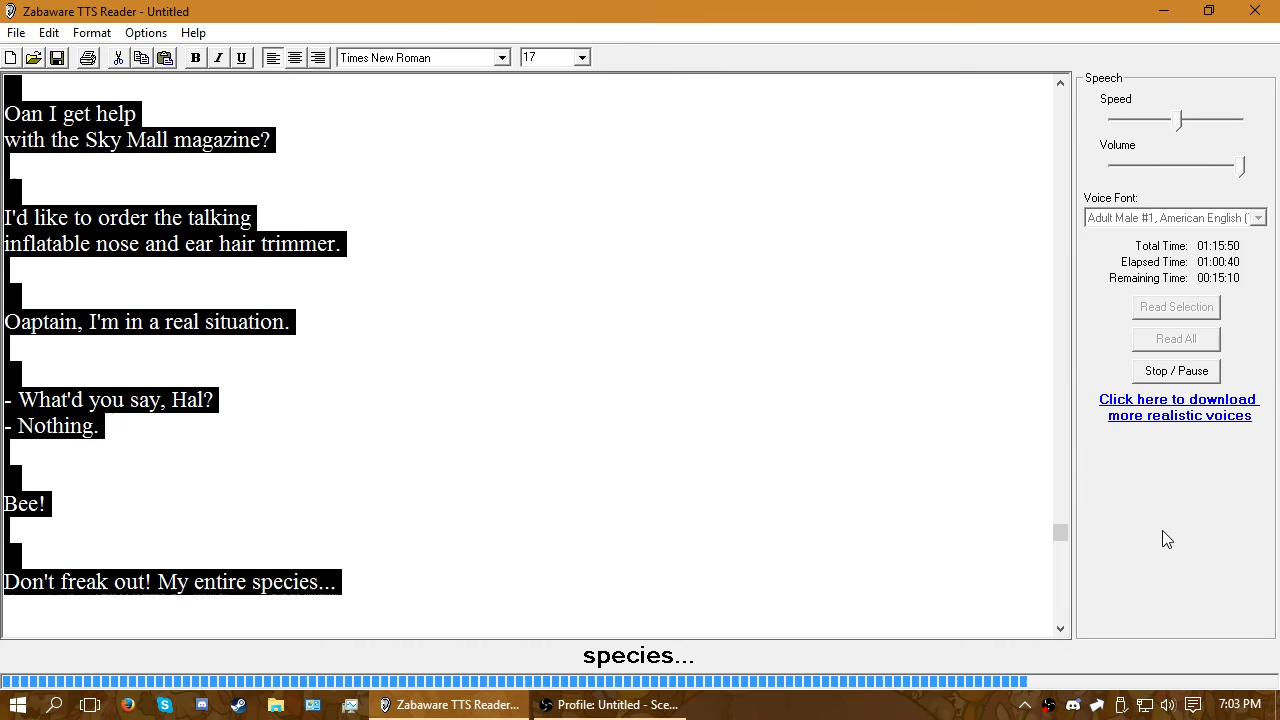 Zabaware TTS Reader - Untitled
File Edit Format Options Help
B I U Times New Roman 17
Oan I get help
with the Sky Mall magazine?
I'd like to order the talking
inflatable nose and ear hair trimmer.
Oaptain, I'm in a real situation.
- What'd you say, Hal?
- Nothing.
Bee!
Don't freak out! My entire species...
Speech
Speed
Volume
Voice Font:
Adult Male #1, American English (
Total Time: 01:15:50
Elapsed Time: 01:00:40
Remaining Time: 00:15:10
Read Selection
Read All
Stop / Pause
Click here to download
more realistic voices
species...
Zabaware TTS Reader... Profile: Untitled - Sce... 7:03 PM